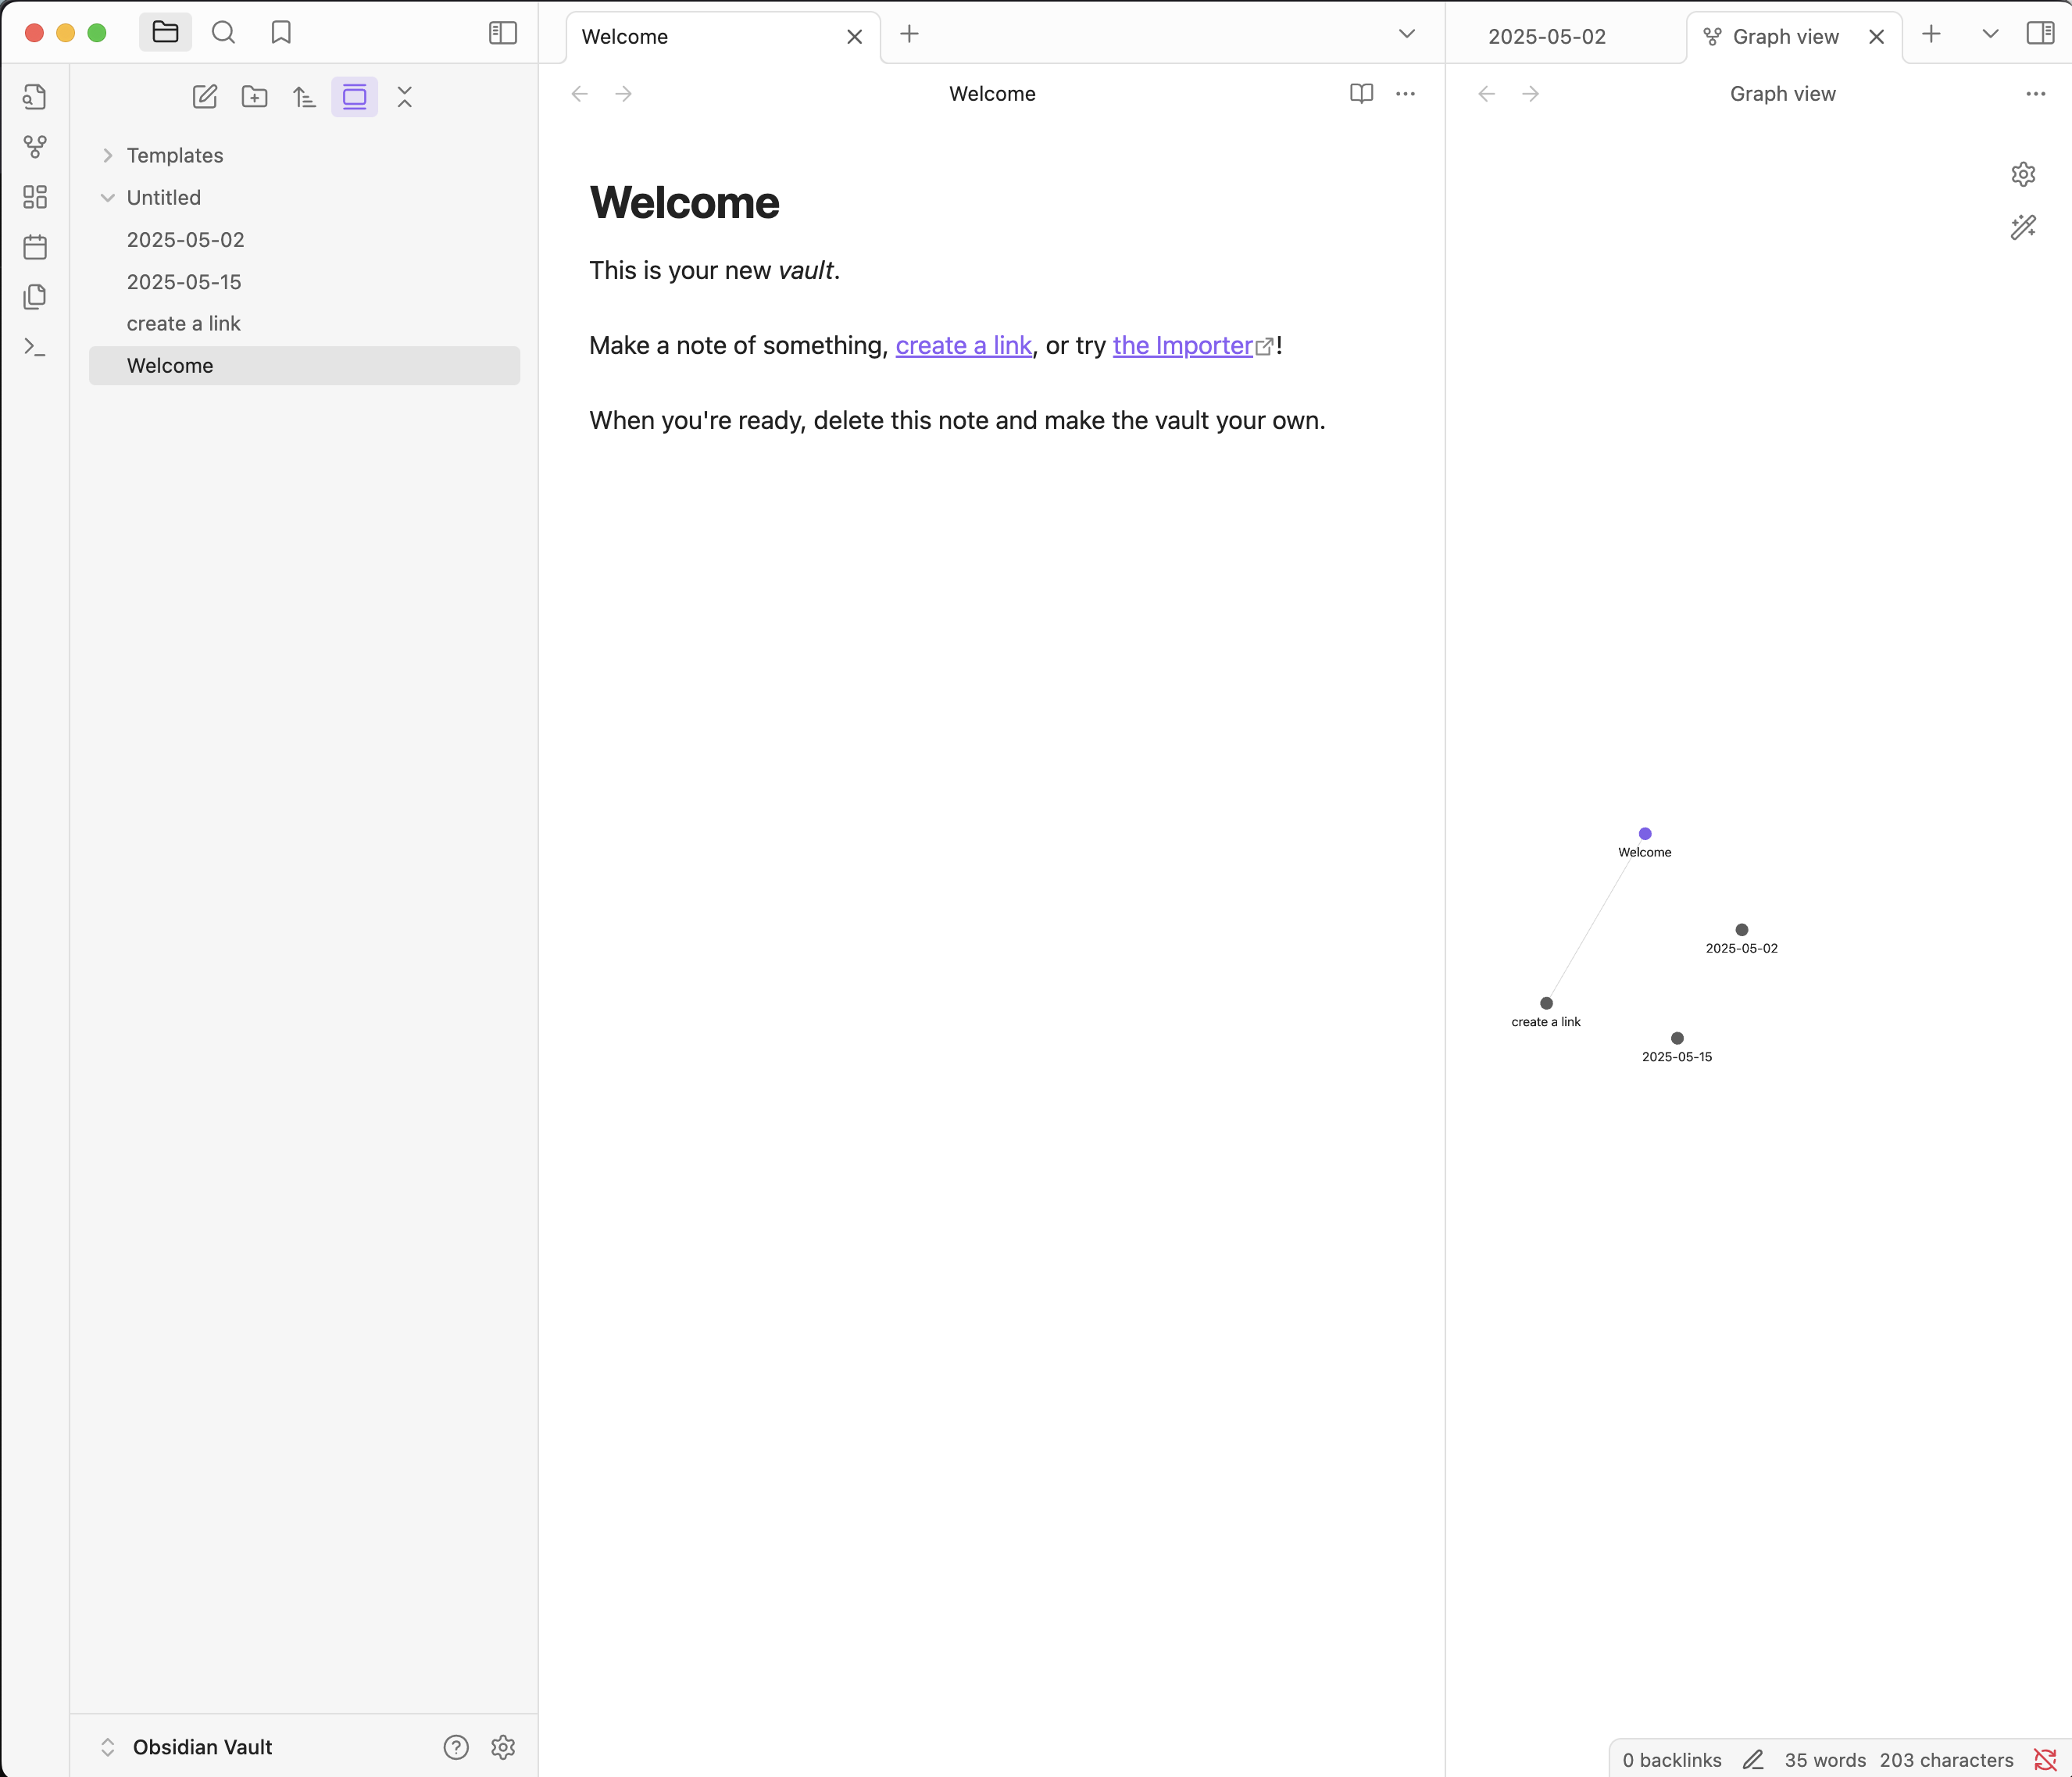 Welcome
2025-05-02
Graph view
Welcome
Graph view
Templates
Untitled
2025-05-02
2025-05-15
create a link
Welcome
Welcome
This is your new vault.
Make a note of something, create a link, or try the Importer!
When you're ready, delete this note and make the vault your own.
Welcome
2025-05-02
create a link
2025-05-15
Obsidian Vault
0 backlinks 35 words 203 characters